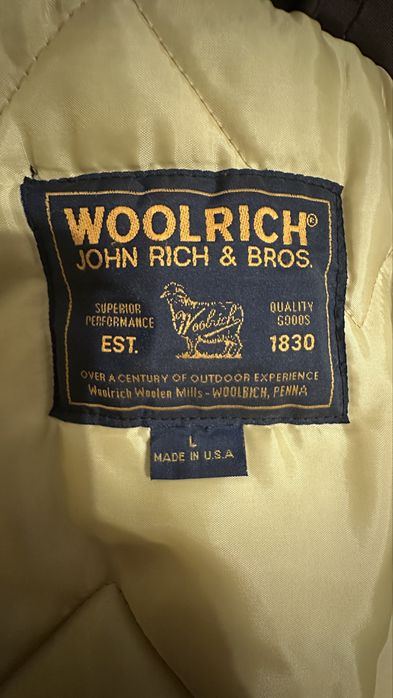 WOOLRICH®
JOHN RICH & BROS.
SUPERIOR PERFORMANCE
QUALITY GOODS
Woolrich
EST. 1830
OVER A CENTURY OF OUTDOOR EXPERIENCE
Woolrich Woolen Mills - WOOLRICH, PENNA
L
MADE IN U.S.A